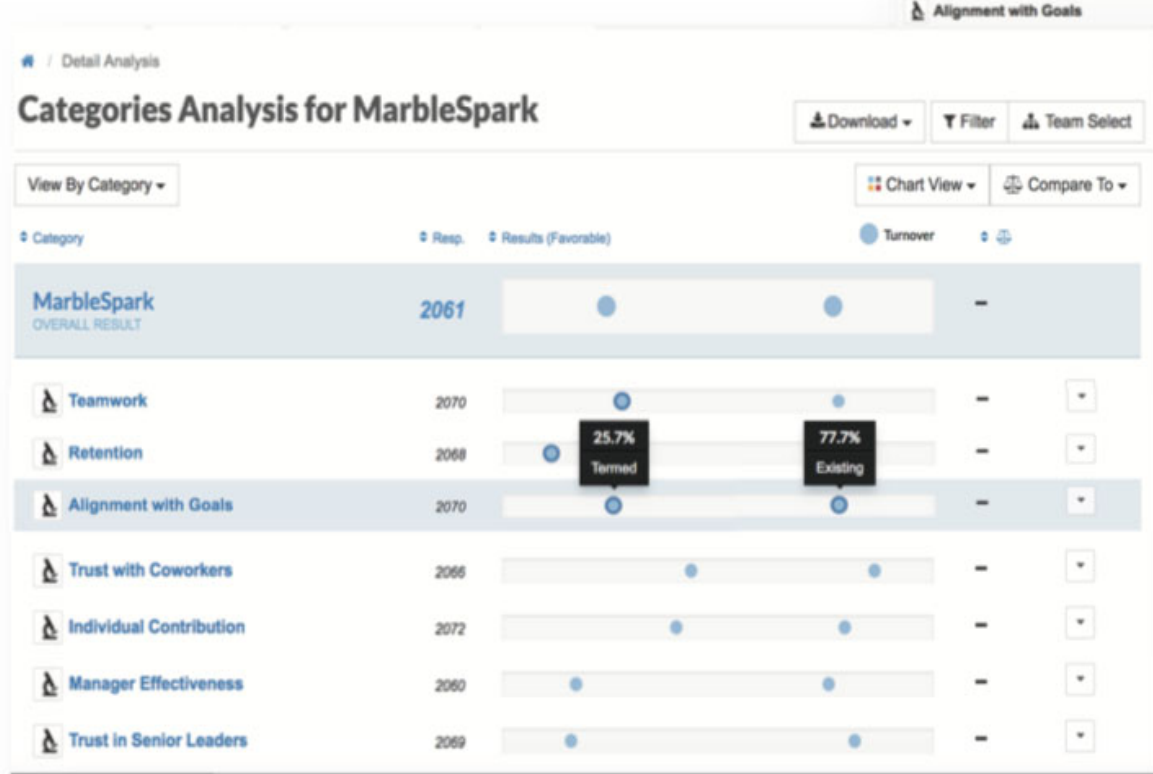 Alignment with Goals
/ Detail Analysis
Categories Analysis for MarbleSpark
Download
Filter
Team Select
View By Category
Chart View
Compare To
Category
Resp.
Results (Favorable)
Turnover
MarbleSpark 2061
OVERALL RESULT
Teamwork 2070
Retention 2068
25.7% 77.7%
Termed Existing
Alignment with Goals 2070
Trust with Coworkers 2066
Individual Contribution 2072
Manager Effectiveness 2060
Trust in Senior Leaders 2069